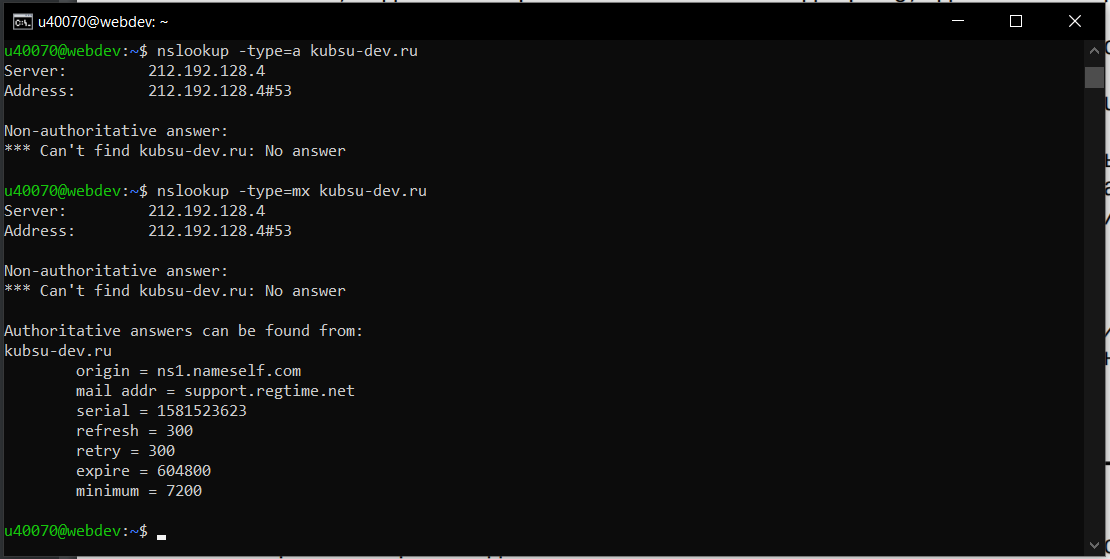 u40070@webdev: ~
u40070@webdev:~$ nslookup -type=a kubsu-dev.ru
Server:         212.192.128.4
Address:        212.192.128.4#53
Non-authoritative answer:
*** Can't find kubsu-dev.ru: No answer
u40070@webdev:~$ nslookup -type=mx kubsu-dev.ru
Server:         212.192.128.4
Address:        212.192.128.4#53
Non-authoritative answer:
*** Can't find kubsu-dev.ru: No answer
Authoritative answers can be found from:
kubsu-dev.ru
        origin = ns1.nameself.com
        mail addr = support.regtime.net
        serial = 1581523623
        refresh = 300
        retry = 300
        expire = 604800
        minimum = 7200
u40070@webdev:~$